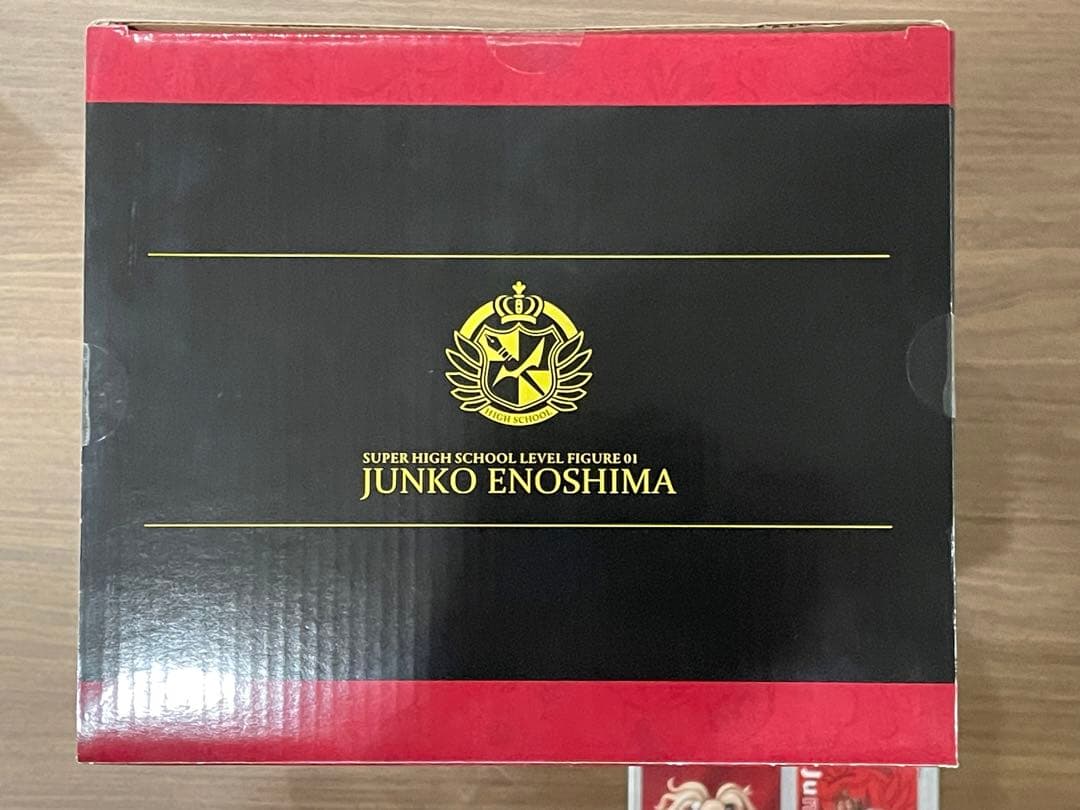 HIGH SCHOOL
SUPER HIGH SCHOOL LEVEL FIGURE 01
JUNKO ENOSHIMA